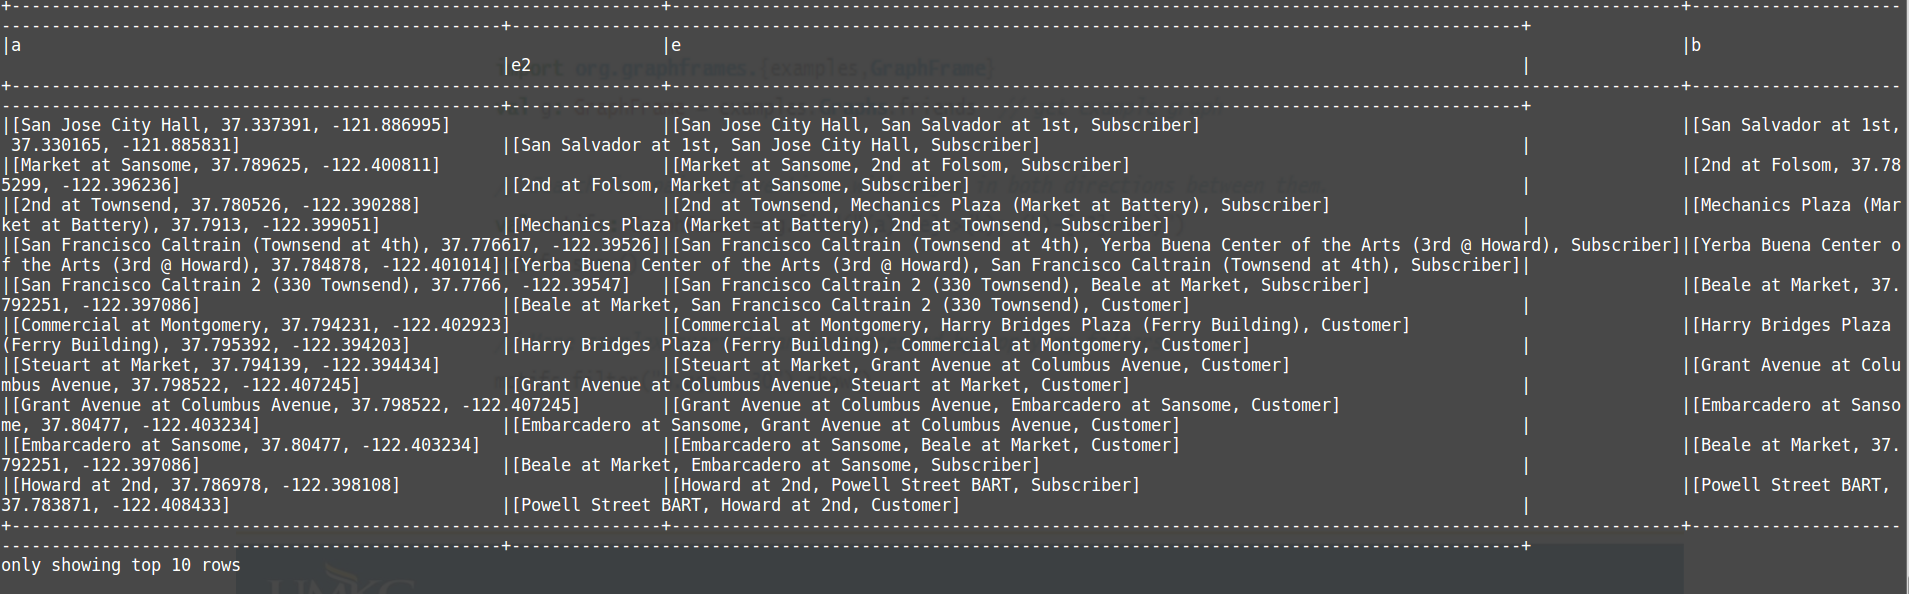 |a |e |b
|e2 |
|[San Jose City Hall, 37.337391, -121.886995] |[San Jose City Hall, San Salvador at 1st, Subscriber] |[San Salvador at 1st,
37.330165, -121.885831] |[San Salvador at 1st, San Jose City Hall, Subscriber] |
|[Market at Sansome, 37.789625, -122.400811] |[Market at Sansome, 2nd at Folsom, Subscriber] |[2nd at Folsom, 37.78
5299, -122.396236] |[2nd at Folsom, Market at Sansome, Subscriber] |
|[2nd at Townsend, 37.780526, -122.390288] |[2nd at Townsend, Mechanics Plaza (Market at Battery), Subscriber] |[Mechanics Plaza (Mar
ket at Battery), 37.7913, -122.399051] |[Mechanics Plaza (Market at Battery), 2nd at Townsend, Subscriber] |
|[San Francisco Caltrain (Townsend at 4th), 37.776617, -122.39526]|[San Francisco Caltrain (Townsend at 4th), Yerba Buena Center of the Arts (3rd @ Howard), Subscriber]|[Yerba Buena Center o
f the Arts (3rd @ Howard), 37.784878, -122.401014]|[Yerba Buena Center of the Arts (3rd @ Howard), San Francisco Caltrain (Townsend at 4th), Subscriber]|
|[San Francisco Caltrain 2 (330 Townsend), 37.7766, -122.39547] |[San Francisco Caltrain 2 (330 Townsend), Beale at Market, Subscriber] |[Beale at Market, 37.
792251, -122.397086] |[Beale at Market, San Francisco Caltrain 2 (330 Townsend), Customer] |
|[Commercial at Montgomery, 37.794231, -122.402923] |[Commercial at Montgomery, Harry Bridges Plaza (Ferry Building), Customer] |[Harry Bridges Plaza
(Ferry Building), 37.795392, -122.394203] |[Harry Bridges Plaza (Ferry Building), Commercial at Montgomery, Customer] |
|[Steuart at Market, 37.794139, -122.394434] |[Steuart at Market, Grant Avenue at Columbus Avenue, Customer] |[Grant Avenue at Colu
mbus Avenue, 37.798522, -122.407245] |[Grant Avenue at Columbus Avenue, Steuart at Market, Customer] |
|[Grant Avenue at Columbus Avenue, 37.798522, -122.407245] |[Grant Avenue at Columbus Avenue, Embarcadero at Sansome, Customer] |[Embarcadero at Sanso
me, 37.80477, -122.403234] |[Embarcadero at Sansome, Grant Avenue at Columbus Avenue, Customer] |
|[Embarcadero at Sansome, 37.80477, -122.403234] |[Embarcadero at Sansome, Beale at Market, Customer] |[Beale at Market, 37.
792251, -122.397086] |[Beale at Market, Embarcadero at Sansome, Subscriber] |
|[Howard at 2nd, 37.786978, -122.398108] |[Howard at 2nd, Powell Street BART, Subscriber] |[Powell Street BART,
37.783871, -122.408433] |[Powell Street BART, Howard at 2nd, Customer] |
only showing top 10 rows